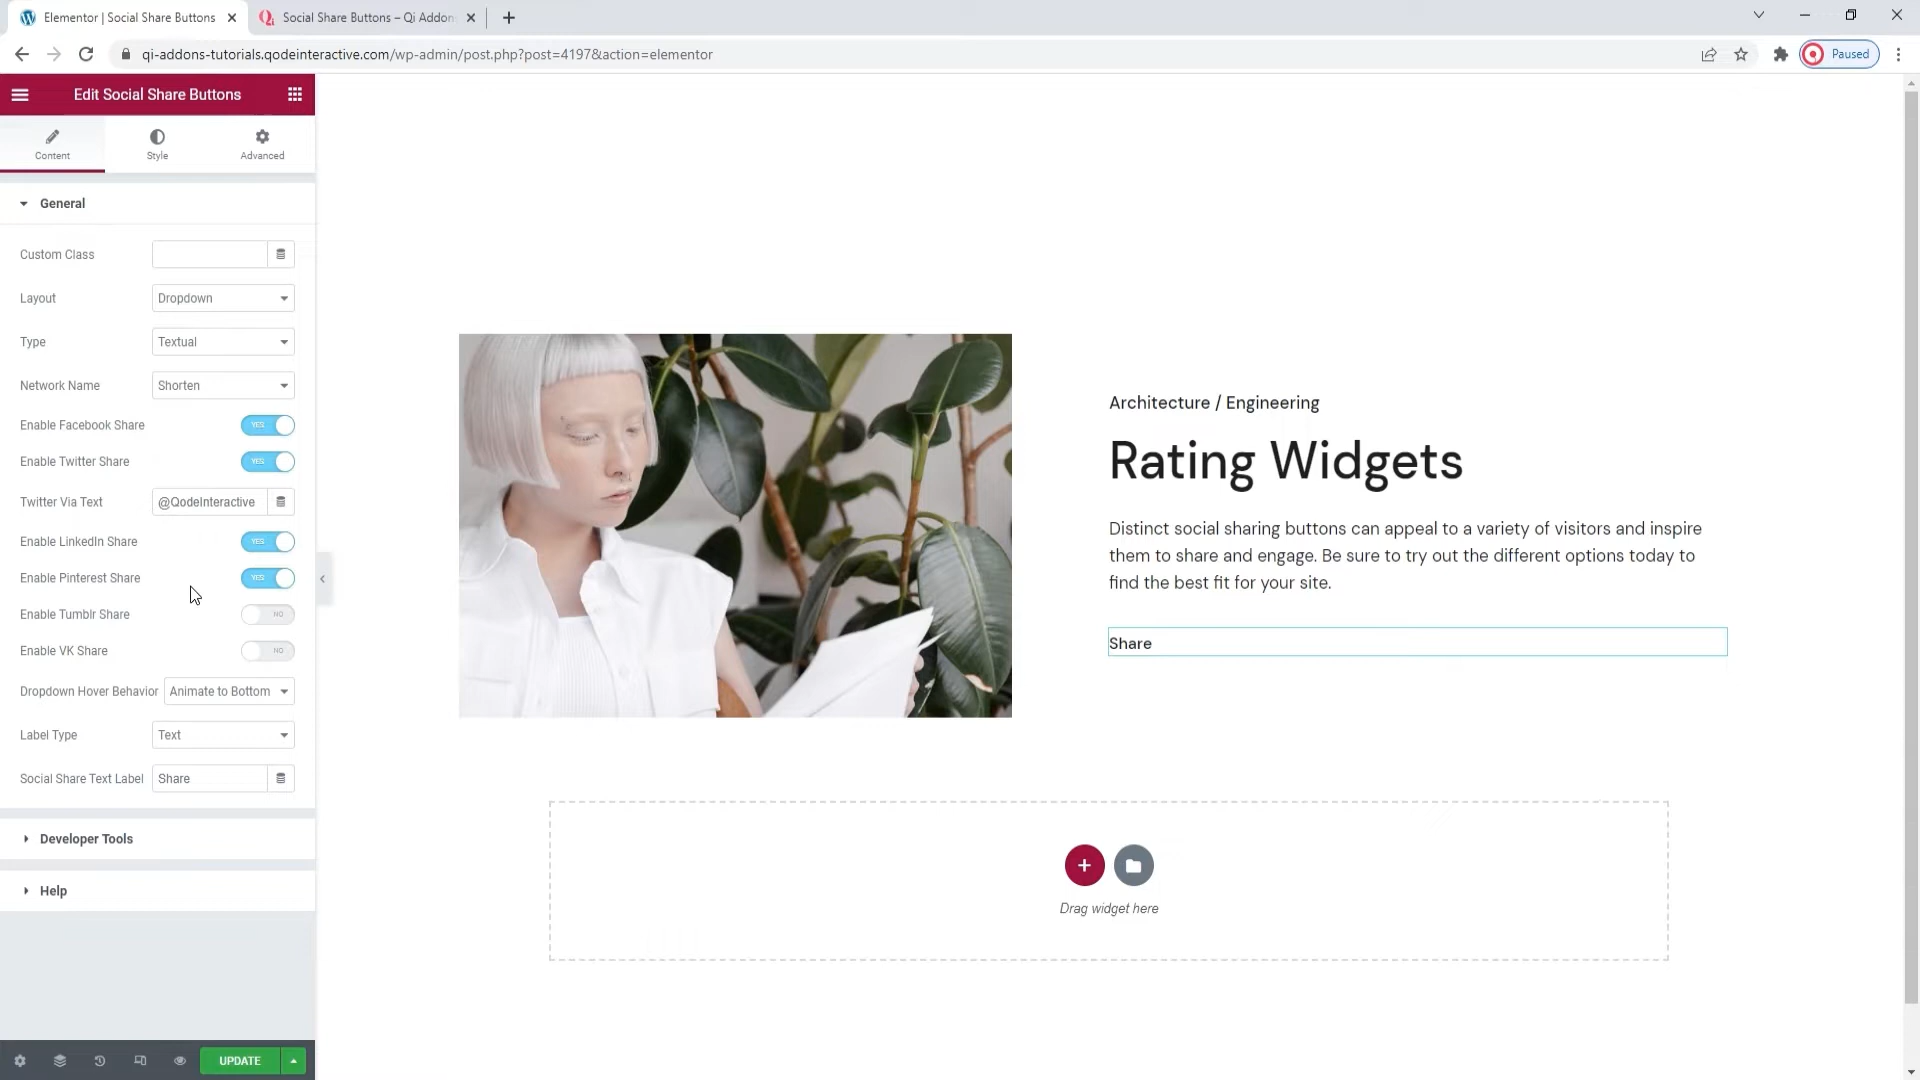 Elementor | Social Share Buttons
Social Share Buttons – Qi Addons
qi-addons-tutorials.qodeinteractive.com/wp-admin/post.php?post=4197&action=elementor
Paused
Edit Social Share Buttons
Content
Style
Advanced
General
Custom Class
Layout
Dropdown
Type
Textual
Network Name
Shorten
Enable Facebook Share
YES
Enable Twitter Share
YES
Twitter Via Text
@QodeInteractive
Enable LinkedIn Share
YES
Enable Pinterest Share
YES
Enable Tumblr Share
NO
Enable VK Share
NO
Dropdown Hover Behavior
Animate to Bottom
Label Type
Text
Social Share Text Label
Share
Developer Tools
Help
UPDATE
Architecture / Engineering
Rating Widgets
Distinct social sharing buttons can appeal to a variety of visitors and inspire
them to share and engage. Be sure to try out the different options today to
find the best fit for your site.
Share
Drag widget here